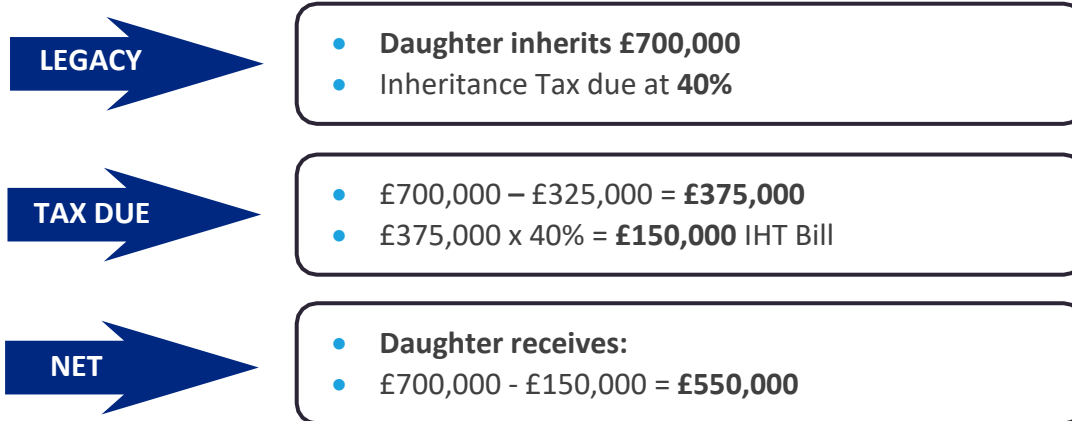 LEGACY
• Daughter inherits £700,000
• Inheritance Tax due at 40%
TAX DUE
• £700,000 – £325,000 = £375,000
• £375,000 x 40% = £150,000 IHT Bill
NET
• Daughter receives:
• £700,000 - £150,000 = £550,000